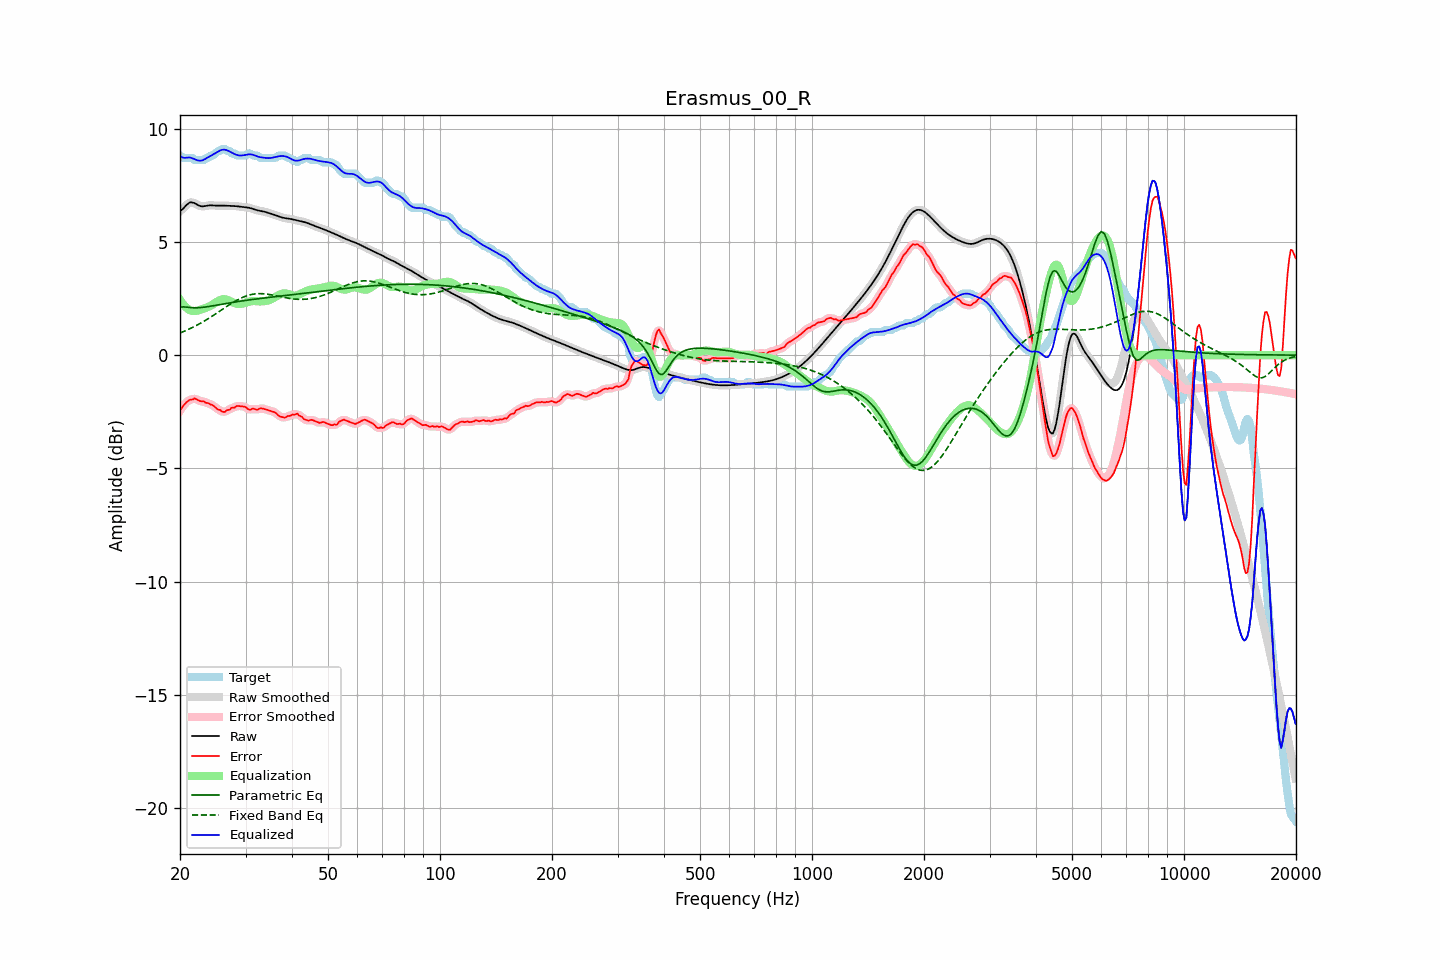 Erasmus_00_R
10
5
0
−5
−10
−15
−20
Amplitude (dBr)
Target
Raw Smoothed
Error Smoothed
Raw
Error
Equalization
Parametric Eq
Fixed Band Eq
Equalized
20 50 100 200 500 1000 2000 5000 10000 20000
Frequency (Hz)